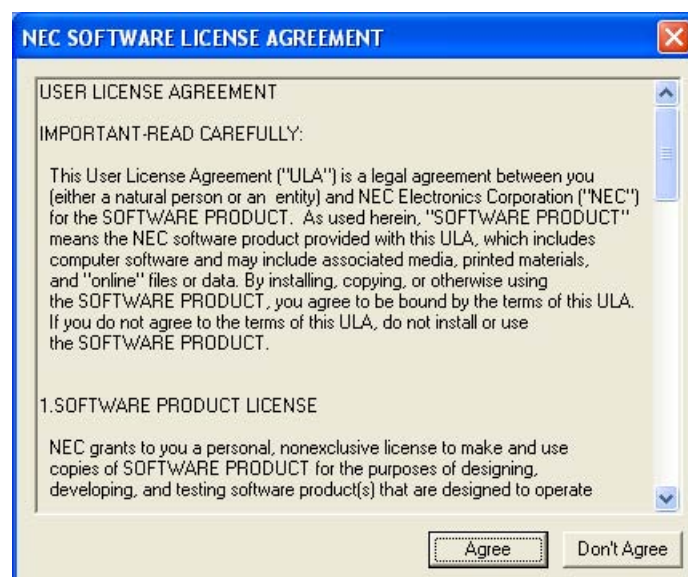 NEC SOFTWARE LICENSE AGREEMENT
USER LICENSE AGREEMENT
IMPORTANT-READ CAREFULLY:
This User License Agreement ("ULA") is a legal agreement between you
(either a natural person or an entity) and NEC Electronics Corporation ("NEC")
for the SOFTWARE PRODUCT. As used herein, "SOFTWARE PRODUCT"
means the NEC software product provided with this ULA, which includes
computer software and may include associated media, printed materials,
and "online" files or data. By installing, copying, or otherwise using
the SOFTWARE PRODUCT, you agree to be bound by the terms of this ULA.
If you do not agree to the terms of this ULA, do not install or use
the SOFTWARE PRODUCT.
1.SOFTWARE PRODUCT LICENSE
NEC grants to you a personal, nonexclusive license to make and use
copies of SOFTWARE PRODUCT for the purposes of designing,
developing, and testing software product(s) that are designed to operate
Agree
Don't Agree